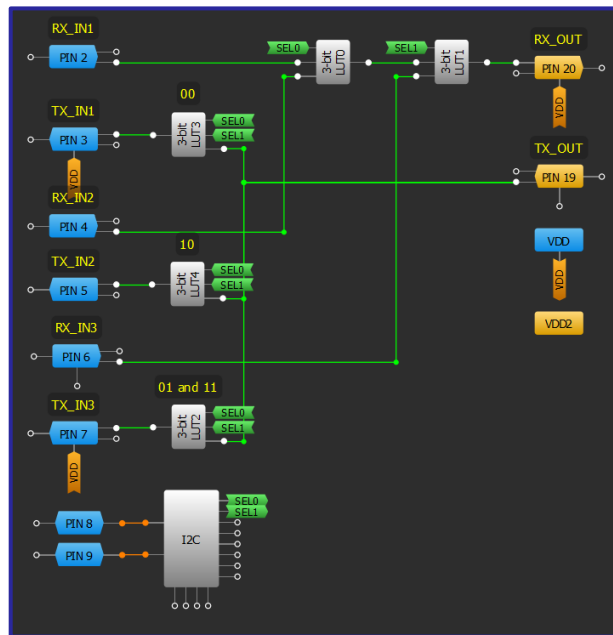 RX_IN1
PIN 2
SEL0
3-bit
LUT0
SEL1
3-bit
LUT1
RX_OUT
PIN 20
VDD
TX_IN1
PIN 3
VDD
00
3-bit
LUT3
SEL0
SEL1
TX_OUT
PIN 19
RX_IN2
PIN 4
TX_IN2
PIN 5
10
3-bit
LUT4
SEL0
SEL1
VDD
VDD
VDD2
RX_IN3
PIN 6
TX_IN3
PIN 7
VDD
01 and 11
3-bit
LUT2
SEL0
SEL1
PIN 8
PIN 9
I2C
SEL0
SEL1